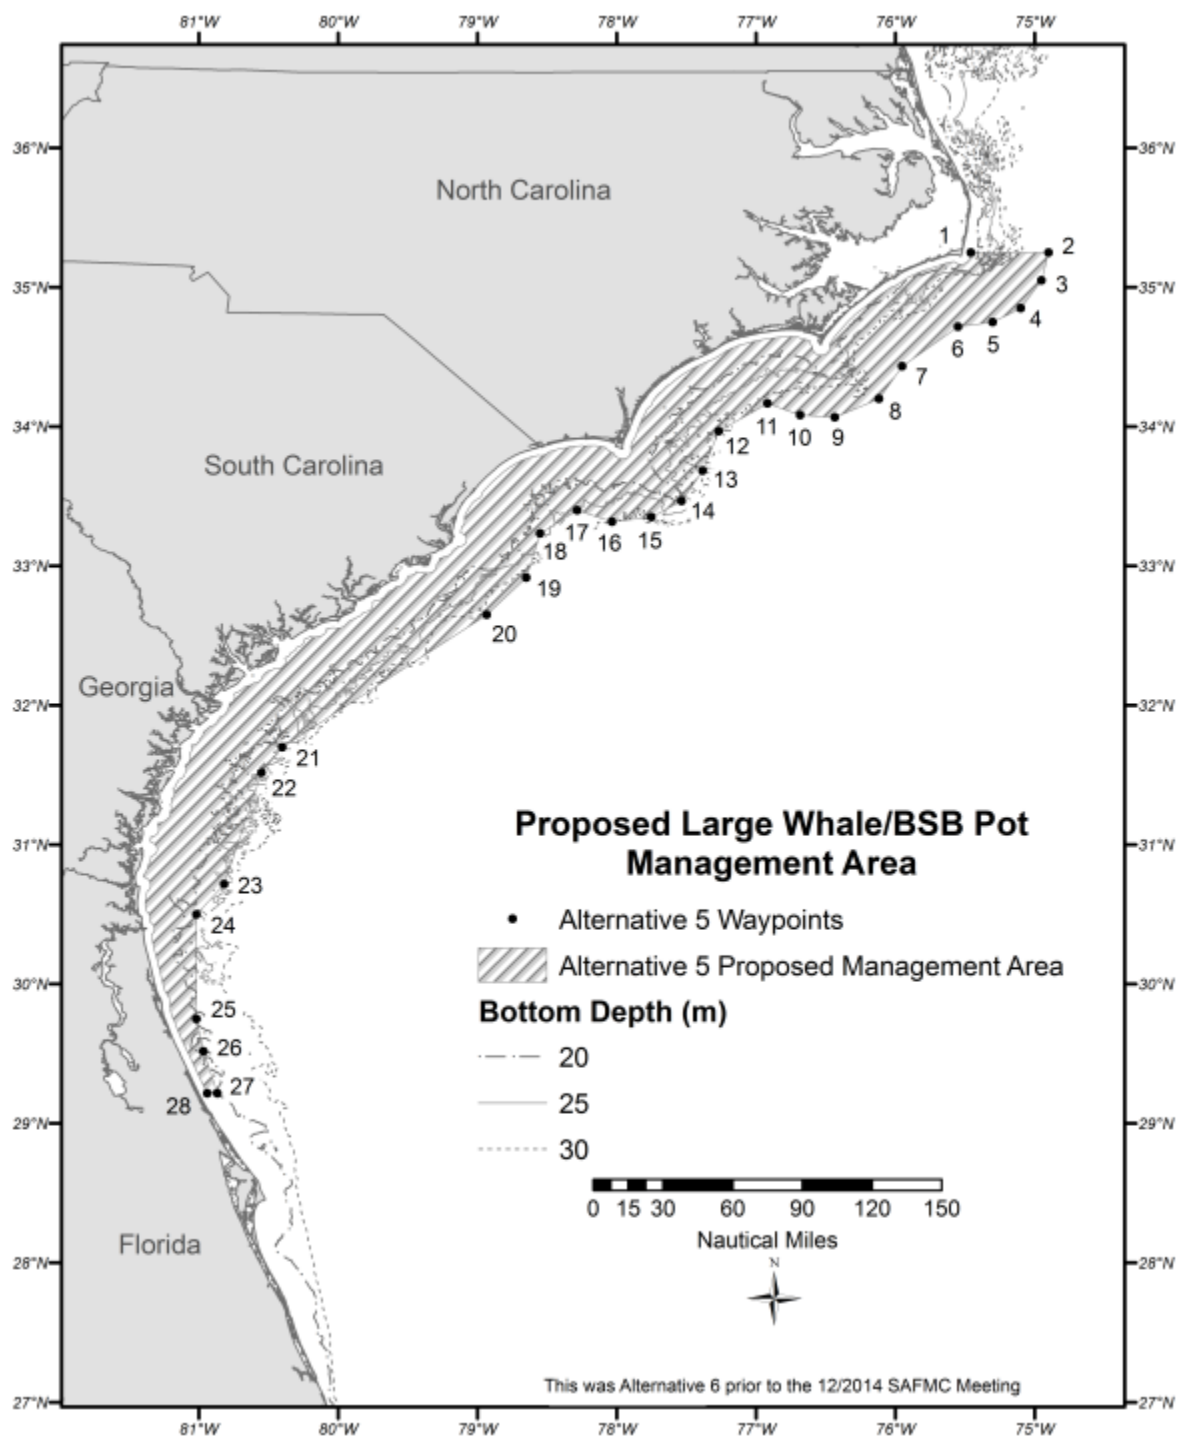 81°W 80°W 79°W 78°W 77°W 76°W 75°W
36°N 36°N
North Carolina
1 2
35°N 3 35°N
4
5
6
7
8
34°N 11 10 9 34°N
12
South Carolina
13
14
17 16 15
18
33°N 19 33°N
20
Georgia
32°N 32°N
21
22
Proposed Large Whale/BSB Pot
Management Area
31°N 31°N
23
24
Alternative 5 Waypoints
Alternative 5 Proposed Management Area
30°N 30°N
25
Bottom Depth (m)
26
20
27
28
25
29°N 29°N
30
0 15 30 60 90 120 150
Nautical Miles
Florida
28°N N 28°N
This was Alternative 6 prior to the 12/2014 SAFMC Meeting
27°N 27°N
81°W 80°W 79°W 78°W 77°W 76°W 75°W